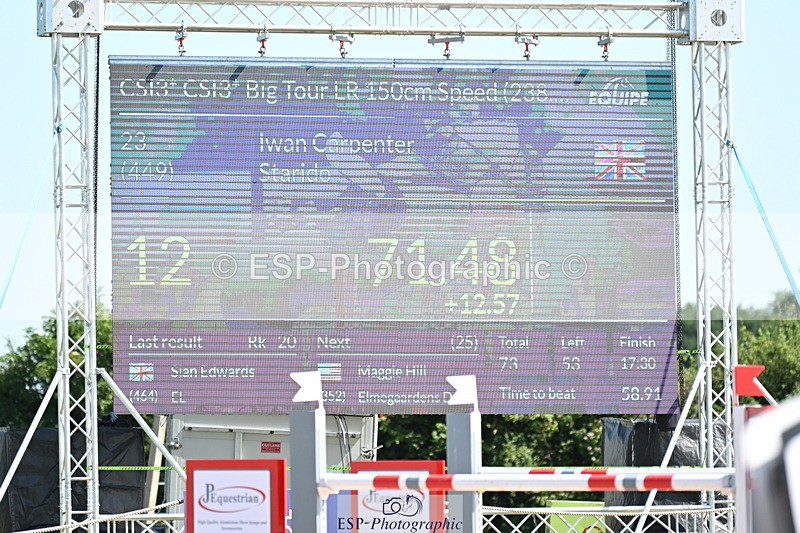 CSI3* CSI3* Big Tour LR 150cm Speed (238....
EQUIPE
23 Iwan Carpenter
(449) Starido
12 71.48
+12.57
© ESP-Photographic ©
Last result Rk 20 Next (25) Total Left Finish
Sian Edwards Maggie Hill 73 53 17:30
(464) EL (352) Elmegaardens D Time to beat 58.91
JP Equestrian
ESP-Photographic